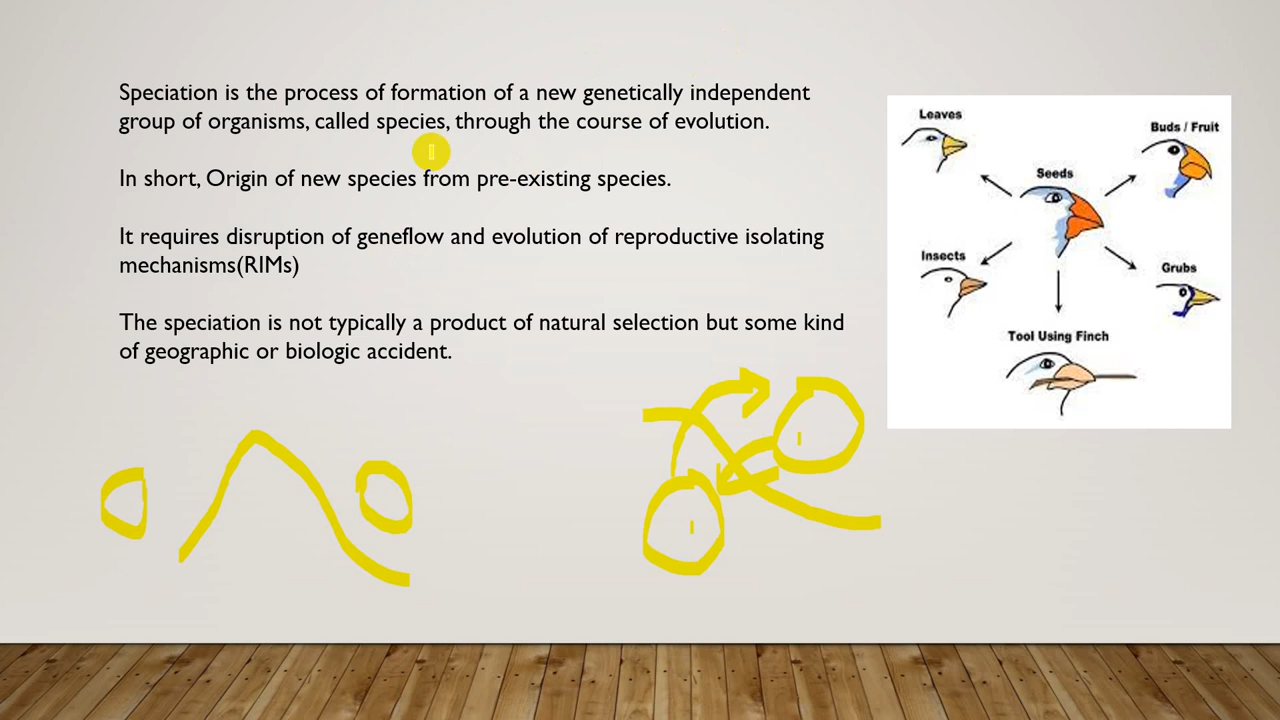 Speciation is the process of formation of a new genetically independent
group of organisms, called species, through the course of evolution.
In short, Origin of new species from pre-existing species.
It requires disruption of geneflow and evolution of reproductive isolating
mechanisms(RIMs)
The speciation is not typically a product of natural selection but some kind
of geographic or biologic accident.
Leaves
Buds / Fruit
Seeds
Insects
Grubs
Tool Using Finch